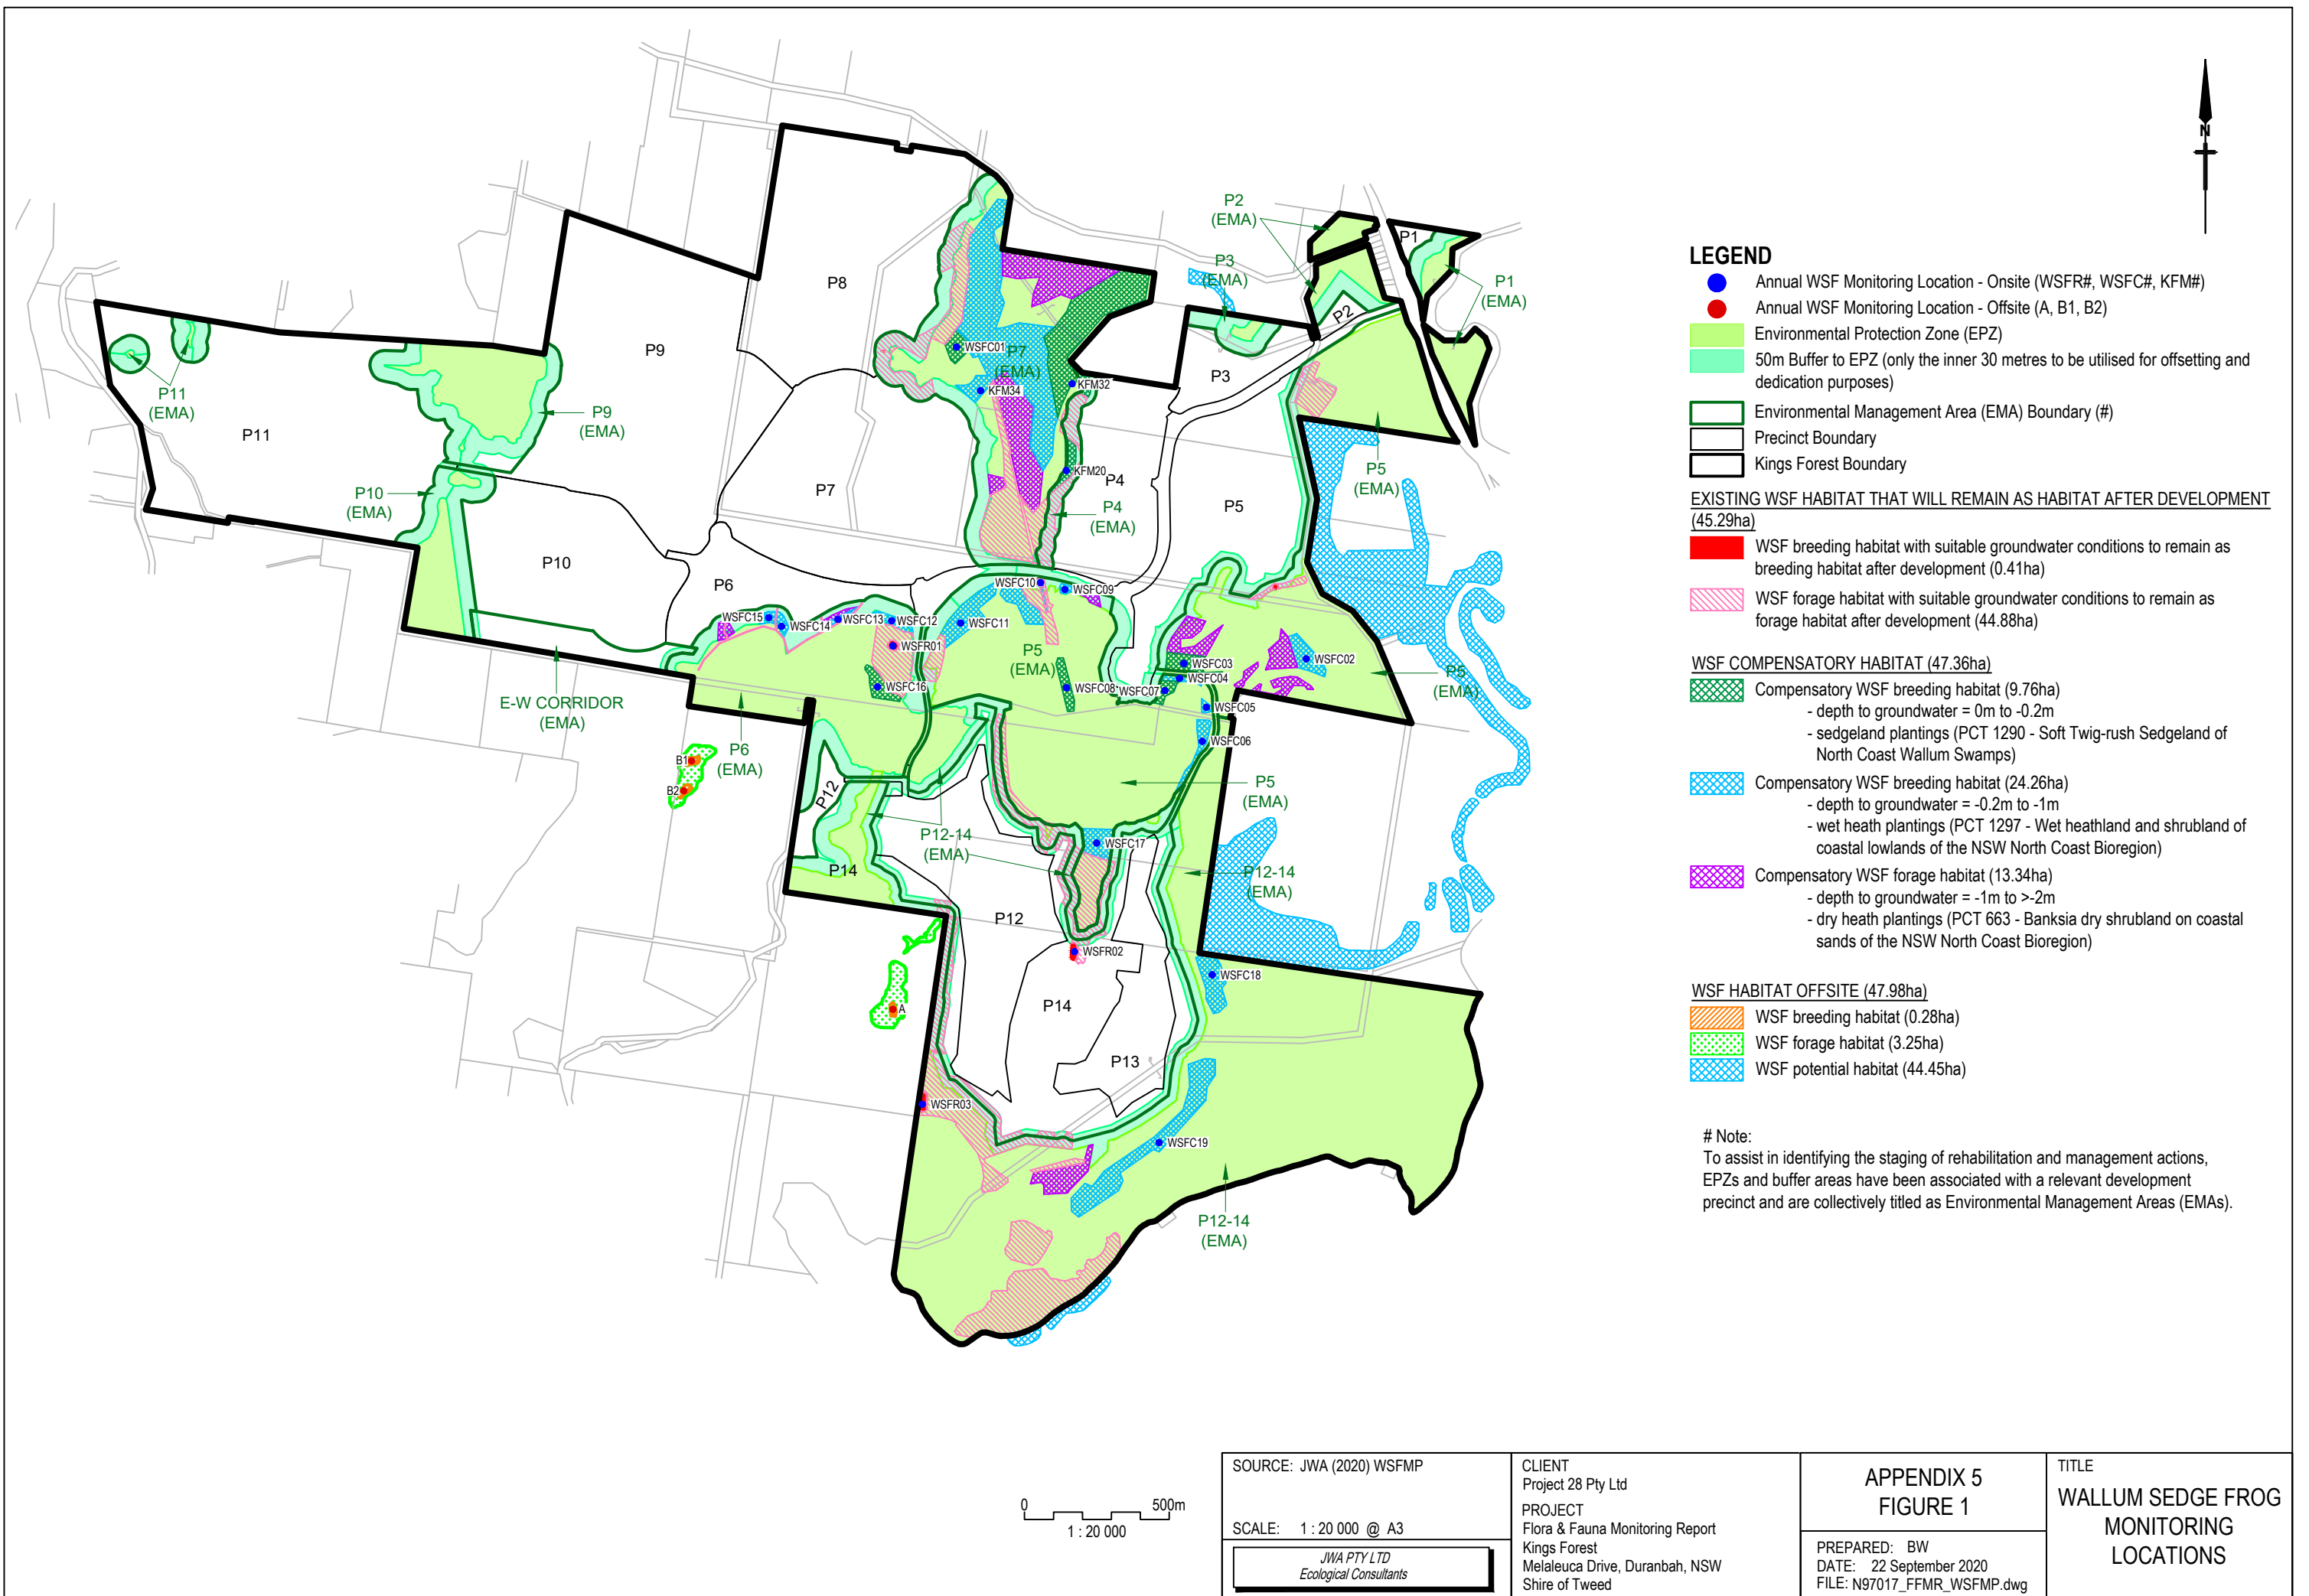 P2
(EMA)
P1
P3
(EMA)
P1
(EMA)
P8
P2
P9
WSFC01
P7
(EMA)
P3
KFM32
KFM34
P11
(EMA)
P9
(EMA)
P11
KFM20
P4
P5
(EMA)
P10
(EMA)
P7
P4
(EMA)
P5
P10
P6
WSFC10
WSFC09
WSFC15
WSFC14
WSFC13
WSFC12
WSFC11
WSFR01
P5
(EMA)
WSFC03
WSFC02
WSFC04
P5
(EMA)
WSFC16
WSFC08
WSFC07
E-W CORRIDOR
(EMA)
WSFC05
WSFC06
P6
(EMA)
B1
B2
P12
P5
(EMA)
P12-14
(EMA)
WSFC17
P14
P12-14
(EMA)
P12
WSFR02
WSFC18
P14
A
P13
WSFR03
WSFC19
P12-14
(EMA)
N
LEGEND
Annual WSF Monitoring Location - Onsite (WSFR#, WSFC#, KFM#)
Annual WSF Monitoring Location - Offsite (A, B1, B2)
Environmental Protection Zone (EPZ)
50m Buffer to EPZ (only the inner 30 metres to be utilised for offsetting and
dedication purposes)
Environmental Management Area (EMA) Boundary (#)
Precinct Boundary
Kings Forest Boundary
EXISTING WSF HABITAT THAT WILL REMAIN AS HABITAT AFTER DEVELOPMENT
(45.29ha)
WSF breeding habitat with suitable groundwater conditions to remain as
breeding habitat after development (0.41ha)
WSF forage habitat with suitable groundwater conditions to remain as
forage habitat after development (44.88ha)
WSF COMPENSATORY HABITAT (47.36ha)
Compensatory WSF breeding habitat (9.76ha)
- depth to groundwater = 0m to -0.2m
- sedgeland plantings (PCT 1290 - Soft Twig-rush Sedgeland of
North Coast Wallum Swamps)
Compensatory WSF breeding habitat (24.26ha)
- depth to groundwater = -0.2m to -1m
- wet heath plantings (PCT 1297 - Wet heathland and shrubland of
coastal lowlands of the NSW North Coast Bioregion)
Compensatory WSF forage habitat (13.34ha)
- depth to groundwater = -1m to >-2m
- dry heath plantings (PCT 663 - Banksia dry shrubland on coastal
sands of the NSW North Coast Bioregion)
WSF HABITAT OFFSITE (47.98ha)
WSF breeding habitat (0.28ha)
WSF forage habitat (3.25ha)
WSF potential habitat (44.45ha)
# Note:
To assist in identifying the staging of rehabilitation and management actions,
EPZs and buffer areas have been associated with a relevant development
precinct and are collectively titled as Environmental Management Areas (EMAs).
0 500m
1 : 20 000
SOURCE: JWA (2020) WSFMP
SCALE: 1 : 20 000 @ A3
JWA PTY LTD
Ecological Consultants
CLIENT
Project 28 Pty Ltd
PROJECT
Flora & Fauna Monitoring Report
Kings Forest
Melaleuca Drive, Duranbah, NSW
Shire of Tweed
APPENDIX 5
FIGURE 1
PREPARED: BW
DATE: 22 September 2020
FILE: N97017_FFMR_WSFMP.dwg
TITLE
WALLUM SEDGE FROG
MONITORING
LOCATIONS